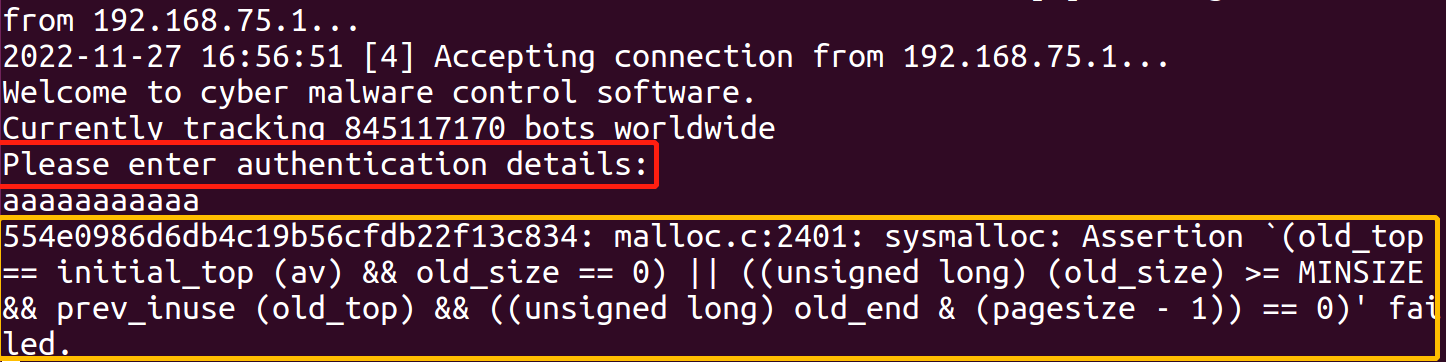 from 192.168.75.1...
2022-11-27 16:56:51 [4] Accepting connection from 192.168.75.1...
Welcome to cyber malware control software.
Currently tracking 845117170 bots worldwide
Please enter authentication details:
aaaaaaaaaaa
554e0986d6db4c19b56cfdb22f13c834: malloc.c:2401: sysmalloc: Assertion `(old_top
== initial_top (av) && old_size == 0) || ((unsigned long) (old_size) >= MINSIZE
&& prev_inuse (old_top) && ((unsigned long) old_end & (pagesize - 1)) == 0)' fai
led.